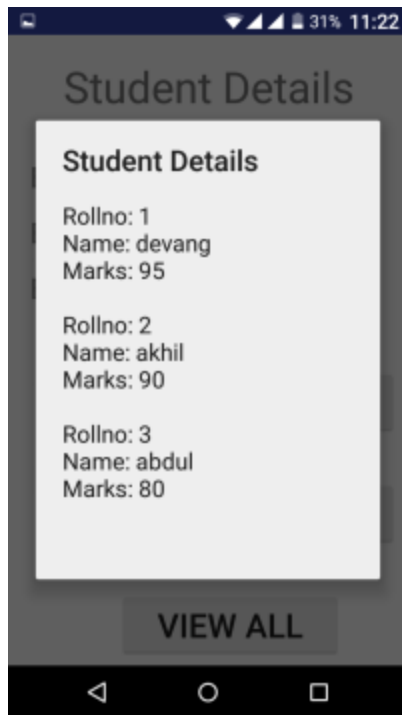 31% 11:22
Student Details
Student Details
Rollno: 1
Name: devang
Marks: 95
Rollno: 2
Name: akhil
Marks: 90
Rollno: 3
Name: abdul
Marks: 80
VIEW ALL